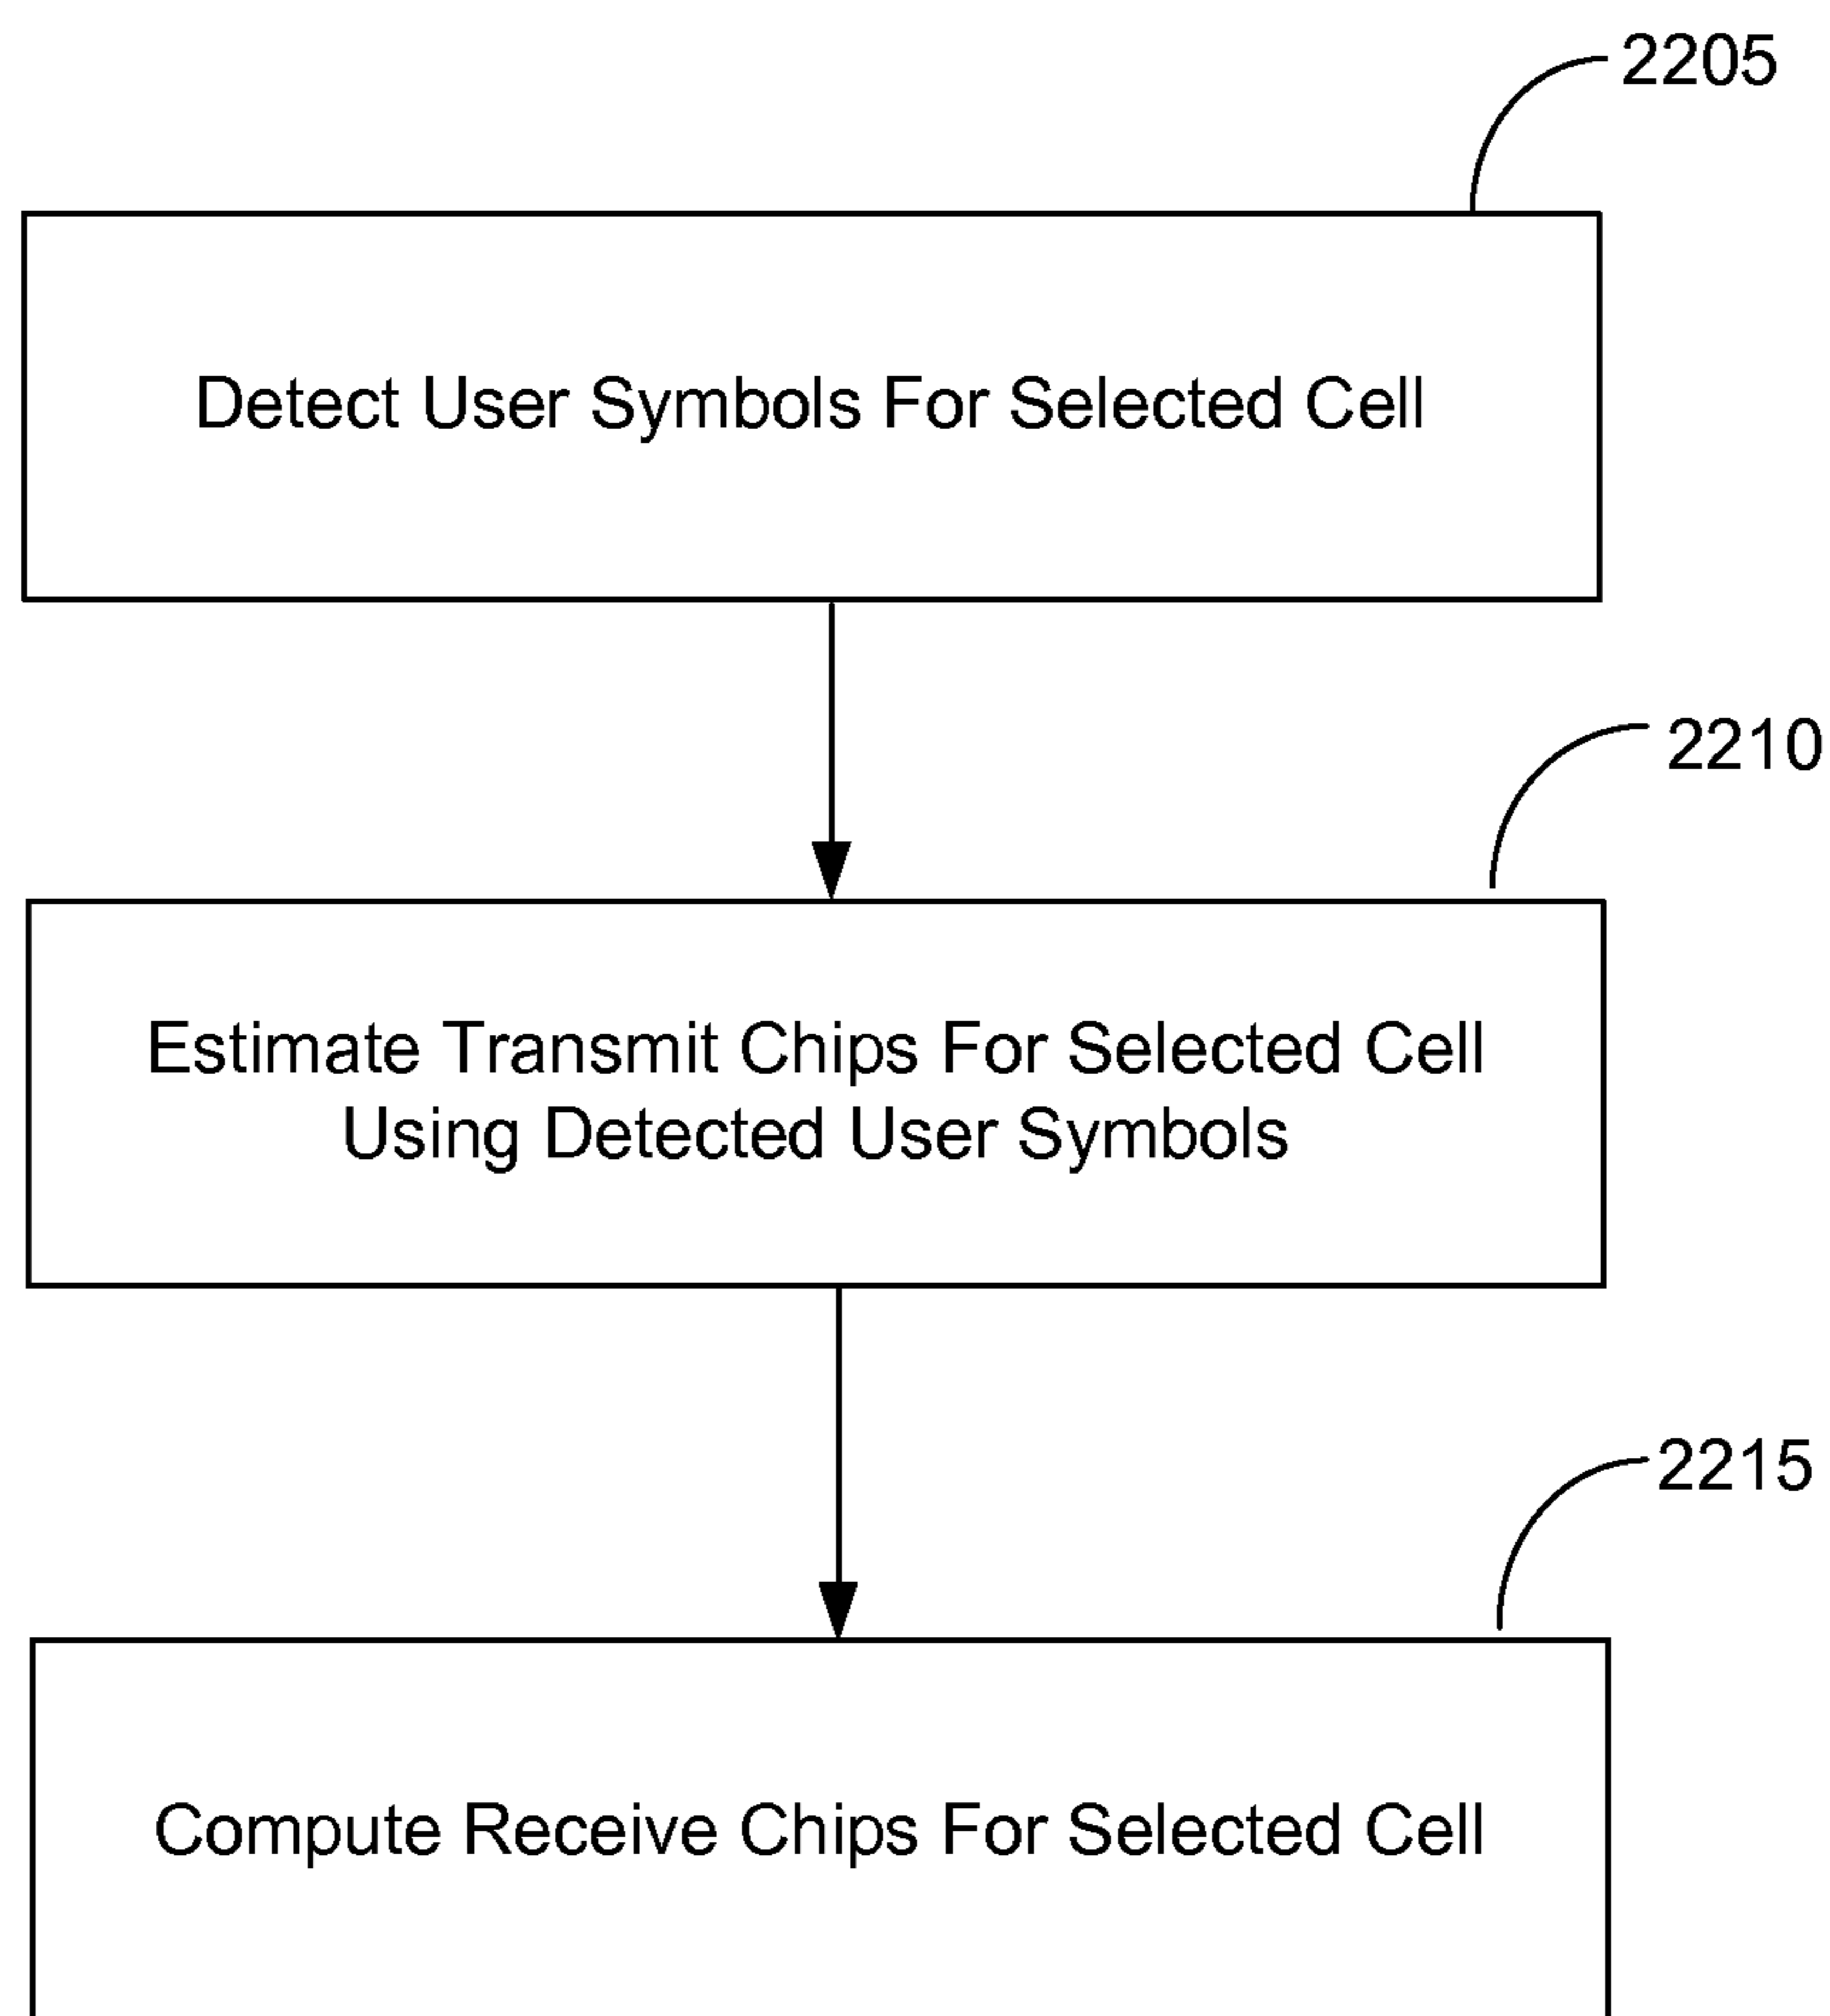 2205
Detect User Symbols For Selected Cell
2210
Estimate Transmit Chips For Selected Cell
Using Detected User Symbols
2215
Compute Receive Chips For Selected Cell